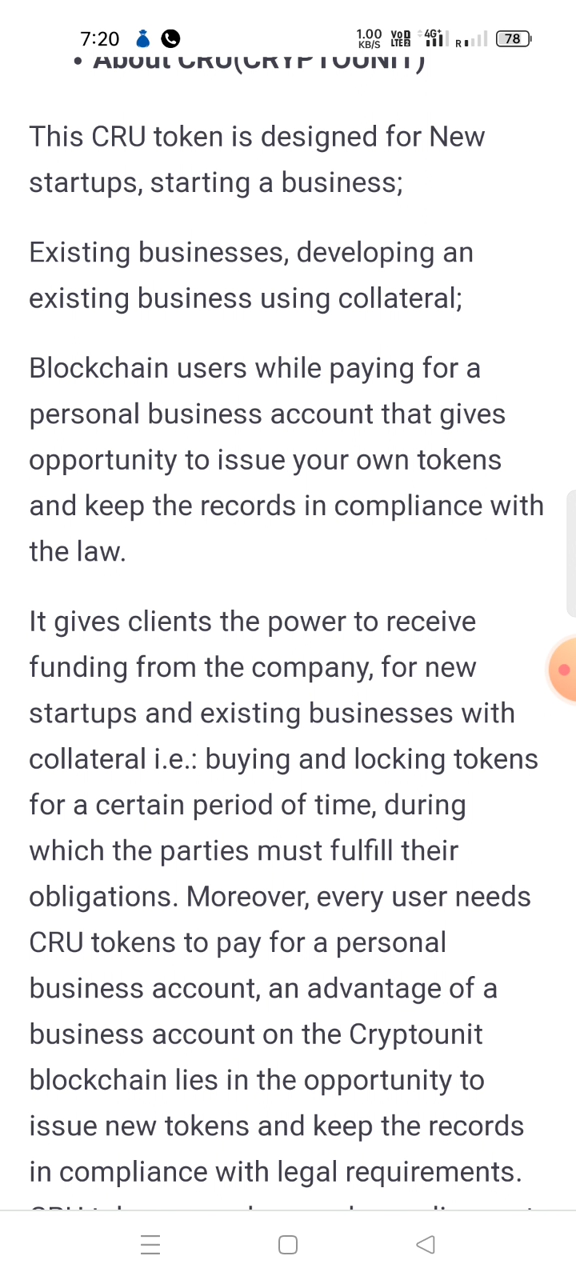 7:20
1.00 KB/S VoD LTE 4G+ R 78
• About CRU(CRYPTOUNIT)
This CRU token is designed for New
startups, starting a business;
Existing businesses, developing an
existing business using collateral;
Blockchain users while paying for a
personal business account that gives
opportunity to issue your own tokens
and keep the records in compliance with
the law.
It gives clients the power to receive
funding from the company, for new
startups and existing businesses with
collateral i.e.: buying and locking tokens
for a certain period of time, during
which the parties must fulfill their
obligations. Moreover, every user needs
CRU tokens to pay for a personal
business account, an advantage of a
business account on the Cryptounit
blockchain lies in the opportunity to
issue new tokens and keep the records
in compliance with legal requirements.